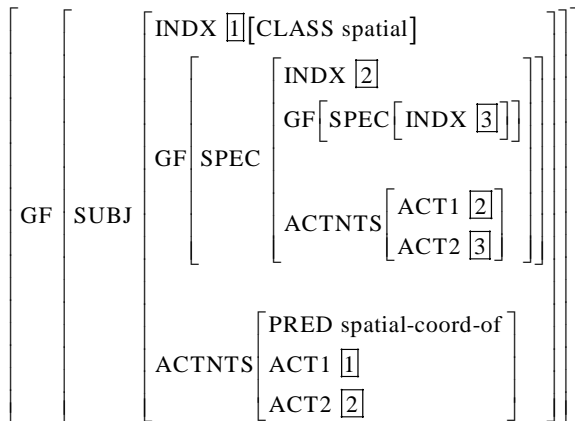 INDX 1 [CLASS spatial]
INDX 2
GF[SPEC[INDX 3]]
GF[SPEC
GF[SUBJ
ACTNTS[ACT1 2
ACT2 3]
PRED spatial-coord-of
ACTNTS[ACT1 1
ACT2 2